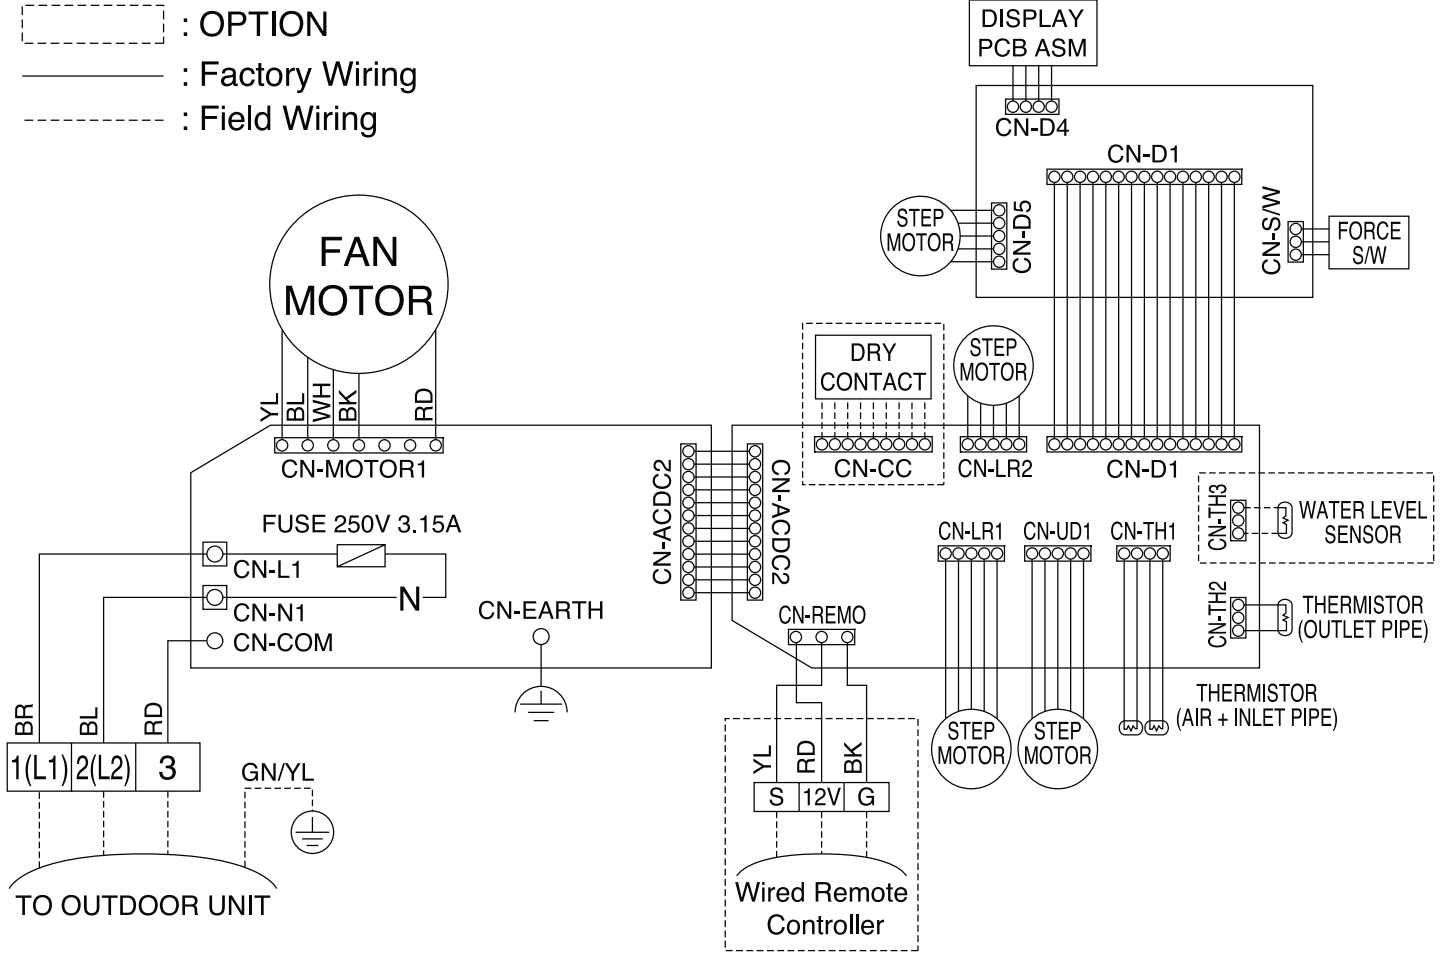 : OPTION
: Factory Wiring
: Field Wiring
DISPLAY
PCB ASM
CN-D4
CN-D1
STEP
MOTOR
CN-D5
CN-S/W
FORCE
S/W
FAN
MOTOR
YL
BL
WH
BK
RD
CN-MOTOR1
DRY
CONTACT
CN-CC
STEP
MOTOR
CN-LR2
CN-D1
CN-ACDC2
CN-ACDC2
FUSE 250V 3.15A
CN-L1
N
CN-N1
CN-COM
CN-EARTH
CN-LR1
CN-UD1
CN-TH1
CN-TH3
WATER LEVEL
SENSOR
CN-TH2
THERMISTOR
(OUTLET PIPE)
CN-REMO
THERMISTOR
(AIR + INLET PIPE)
STEP
MOTOR
STEP
MOTOR
BR
BL
RD
1(L1)
2(L2)
3
GN/YL
TO OUTDOOR UNIT
YL
RD
BK
S
12V
G
Wired Remote
Controller